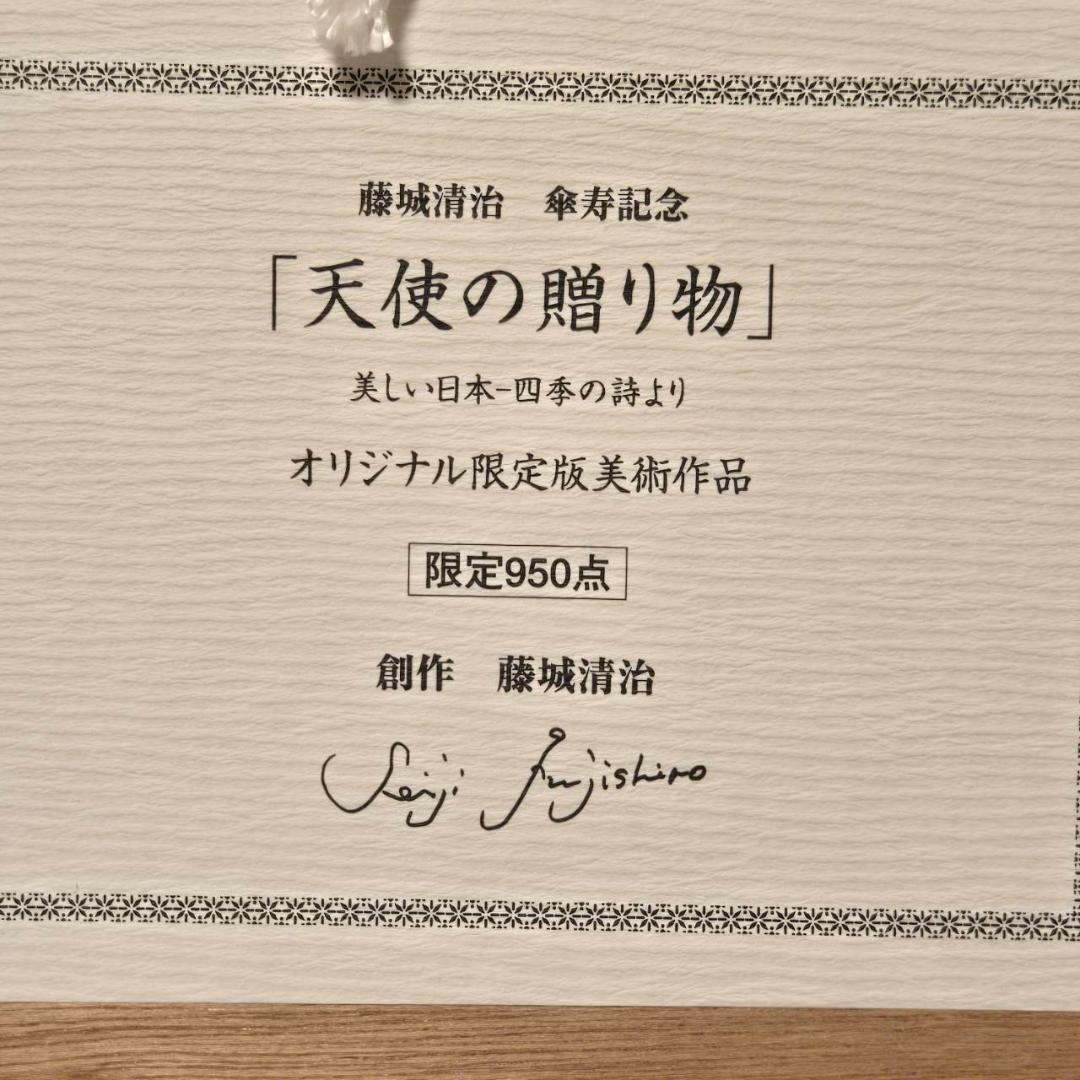 藤城清治　傘寿記念
「天使の贈り物」
美しい日本-四季の詩より
オリジナル限定版美術作品
限定950点
創作　藤城清治
Seiji Fujishiro